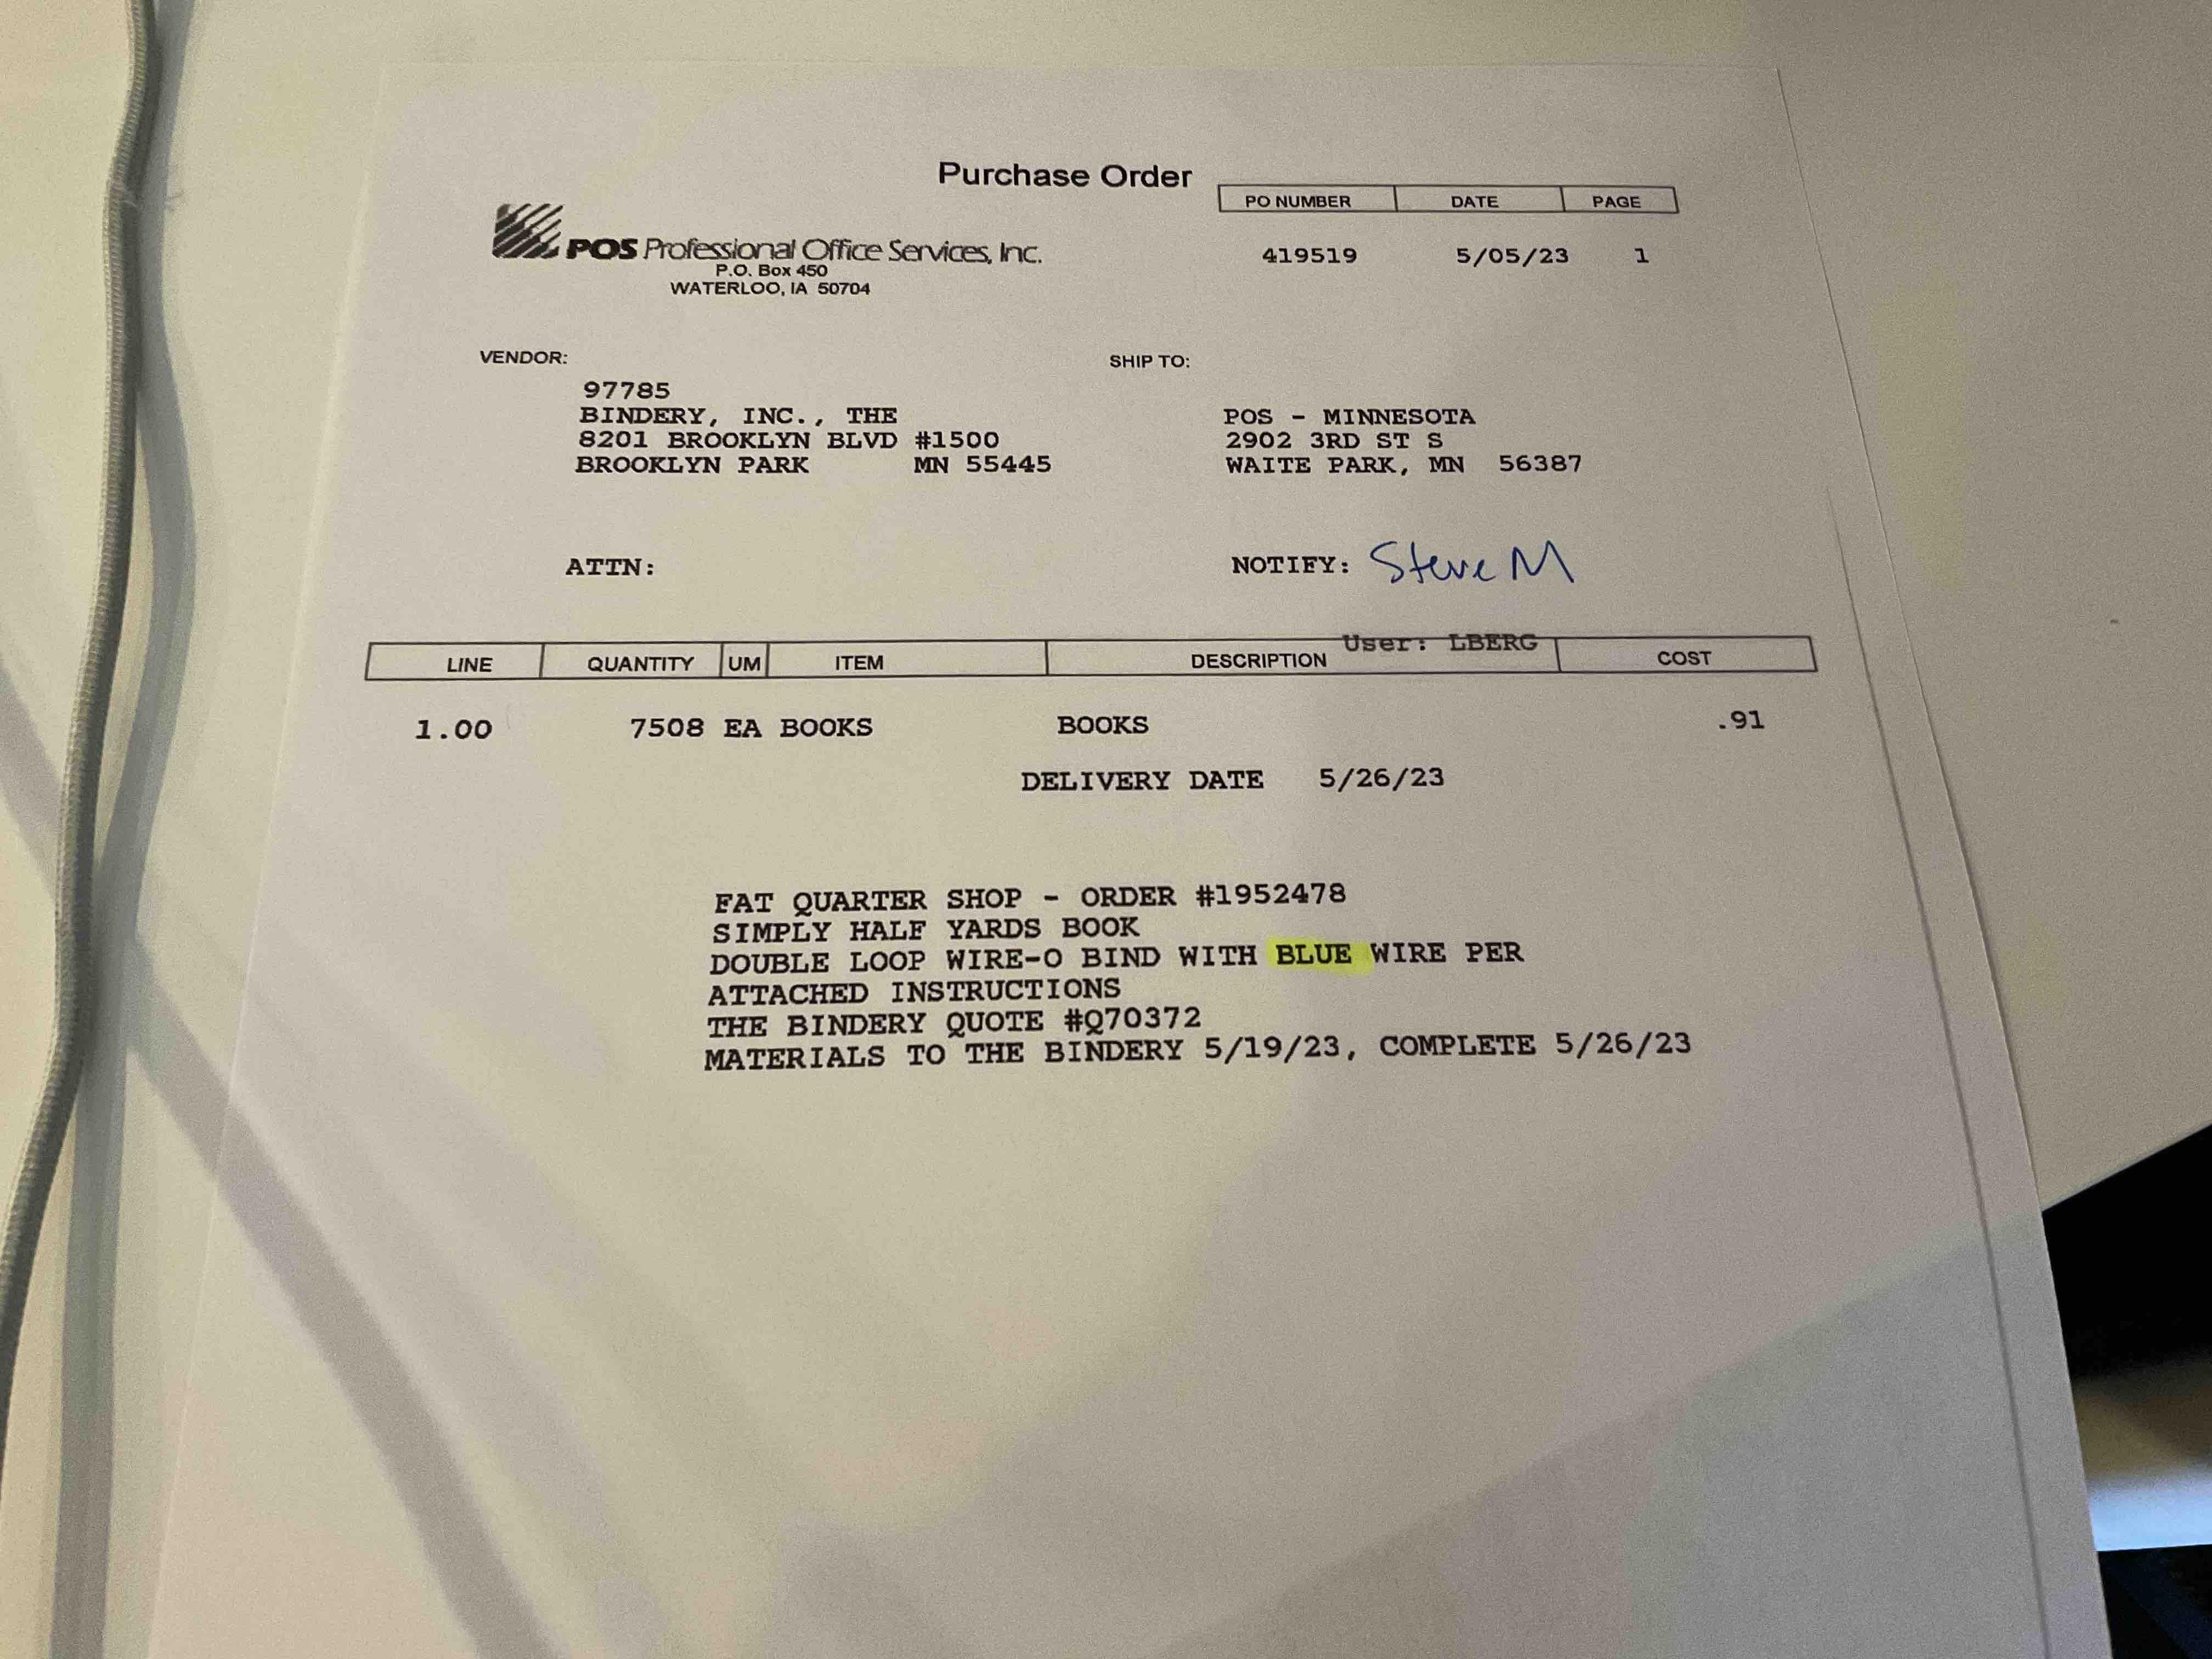 Purchase Order
PO NUMBER DATE PAGE
POS Professional Office Services, Inc.
419519 5/05/23 1
P.O. Box 450
WATERLOO, IA 50704
VENDOR: SHIP TO:
97785
BINDERY, INC., THE POS - MINNESOTA
8201 BROOKLYN BLVD #1500 2902 3RD ST S
BROOKLYN PARK MN 55445 WAITE PARK, MN 56387
ATTN: NOTIFY: Steve M
User: LBERG
LINE QUANTITY UM ITEM DESCRIPTION COST
1.00 7508 EA BOOKS BOOKS .91
DELIVERY DATE 5/26/23
FAT QUARTER SHOP - ORDER #1952478
SIMPLY HALF YARDS BOOK
DOUBLE LOOP WIRE-O BIND WITH BLUE WIRE PER
ATTACHED INSTRUCTIONS
THE BINDERY QUOTE #Q70372
MATERIALS TO THE BINDERY 5/19/23, COMPLETE 5/26/23